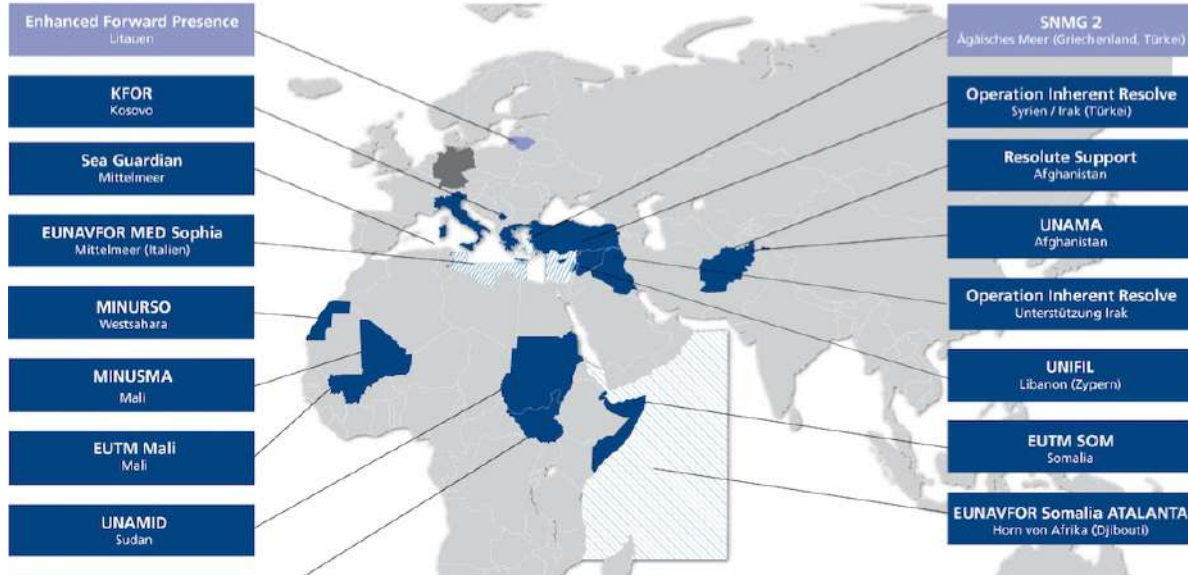 Enhanced Forward Presence
Litauen
KFOR
Kosovo
Sea Guardian
Mittelmeer
EUNAVFOR MED Sophia
Mittelmeer (Italien)
MINURSO
Westsahara
MINUSMA
Mali
EUTM Mali
Mali
UNAMID
Sudan
SNMG 2
Ägäisches Meer (Griechenland, Türkei)
Operation Inherent Resolve
Syrien / Irak (Türkei)
Resolute Support
Afghanistan
UNAMA
Afghanistan
Operation Inherent Resolve
Unterstützung Irak
UNIFIL
Libanon (Zypern)
EUTM SOM
Somalia
EUNAVFOR Somalia ATALANTA
Horn von Afrika (Djibouti)